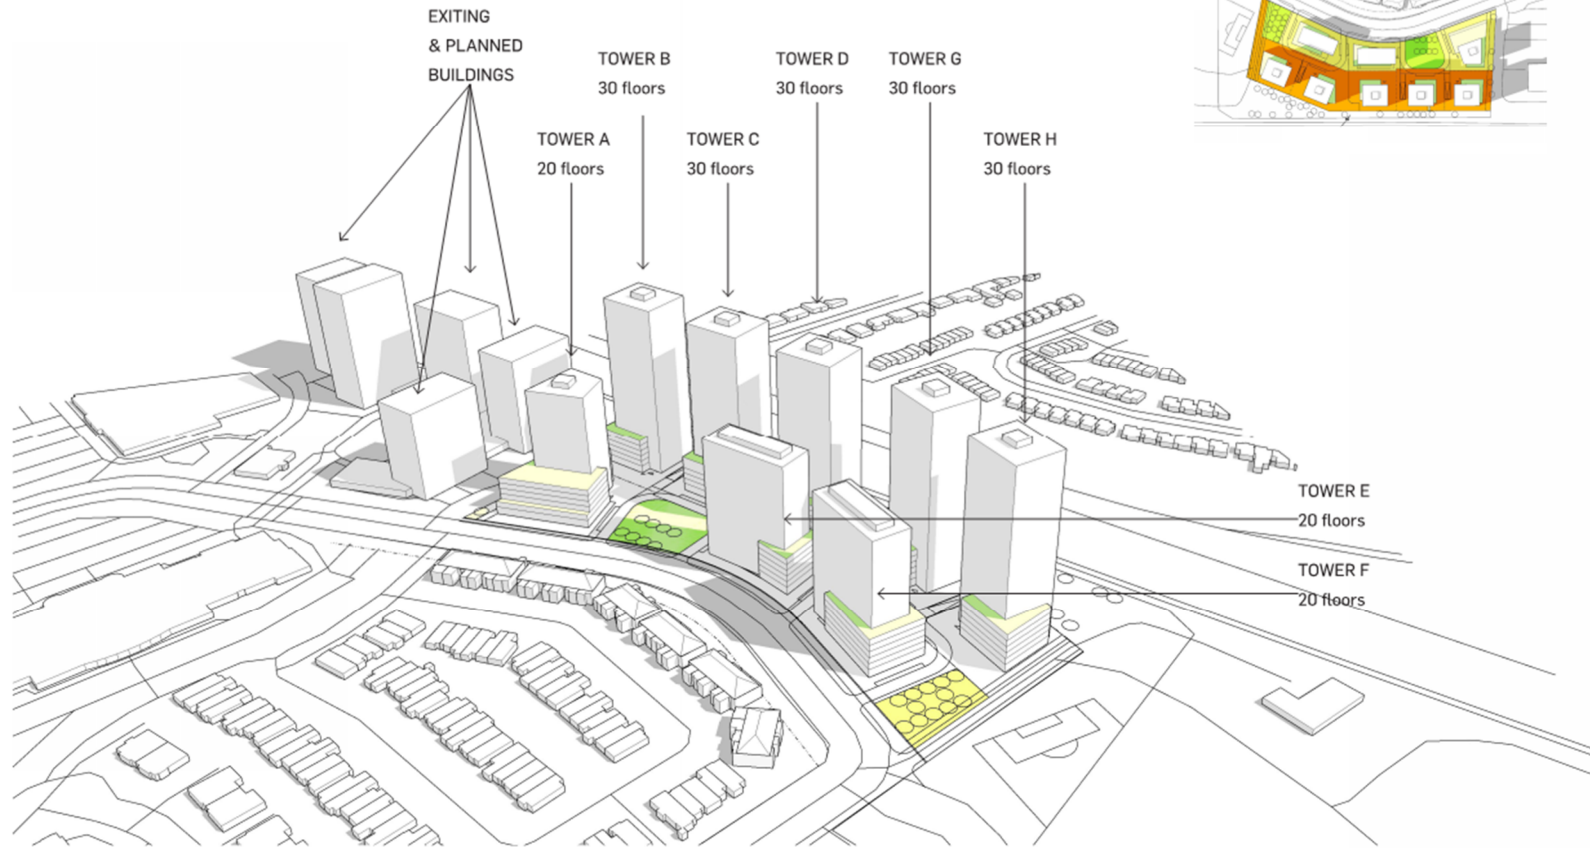 EXITING
& PLANNED
BUILDINGS
TOWER B
30 floors
TOWER D
30 floors
TOWER G
30 floors
TOWER A
20 floors
TOWER C
30 floors
TOWER H
30 floors
TOWER E
20 floors
TOWER F
20 floors